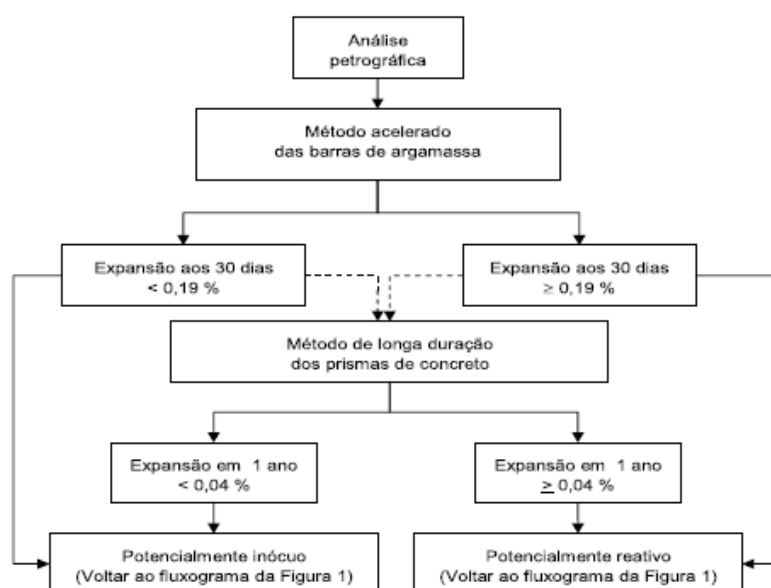 Análise
petrográfica
Método acelerado
das barras de argamassa
Expansão aos 30 dias
< 0,19 %
Expansão aos 30 dias
≥ 0,19 %
Método de longa duração
dos prismas de concreto
Expansão em 1 ano
< 0,04 %
Expansão em 1 ano
≥ 0,04 %
Potencialmente inócuo
(Voltar ao fluxograma da Figura 1)
Potencialmente reativo
(Voltar ao fluxograma da Figura 1)